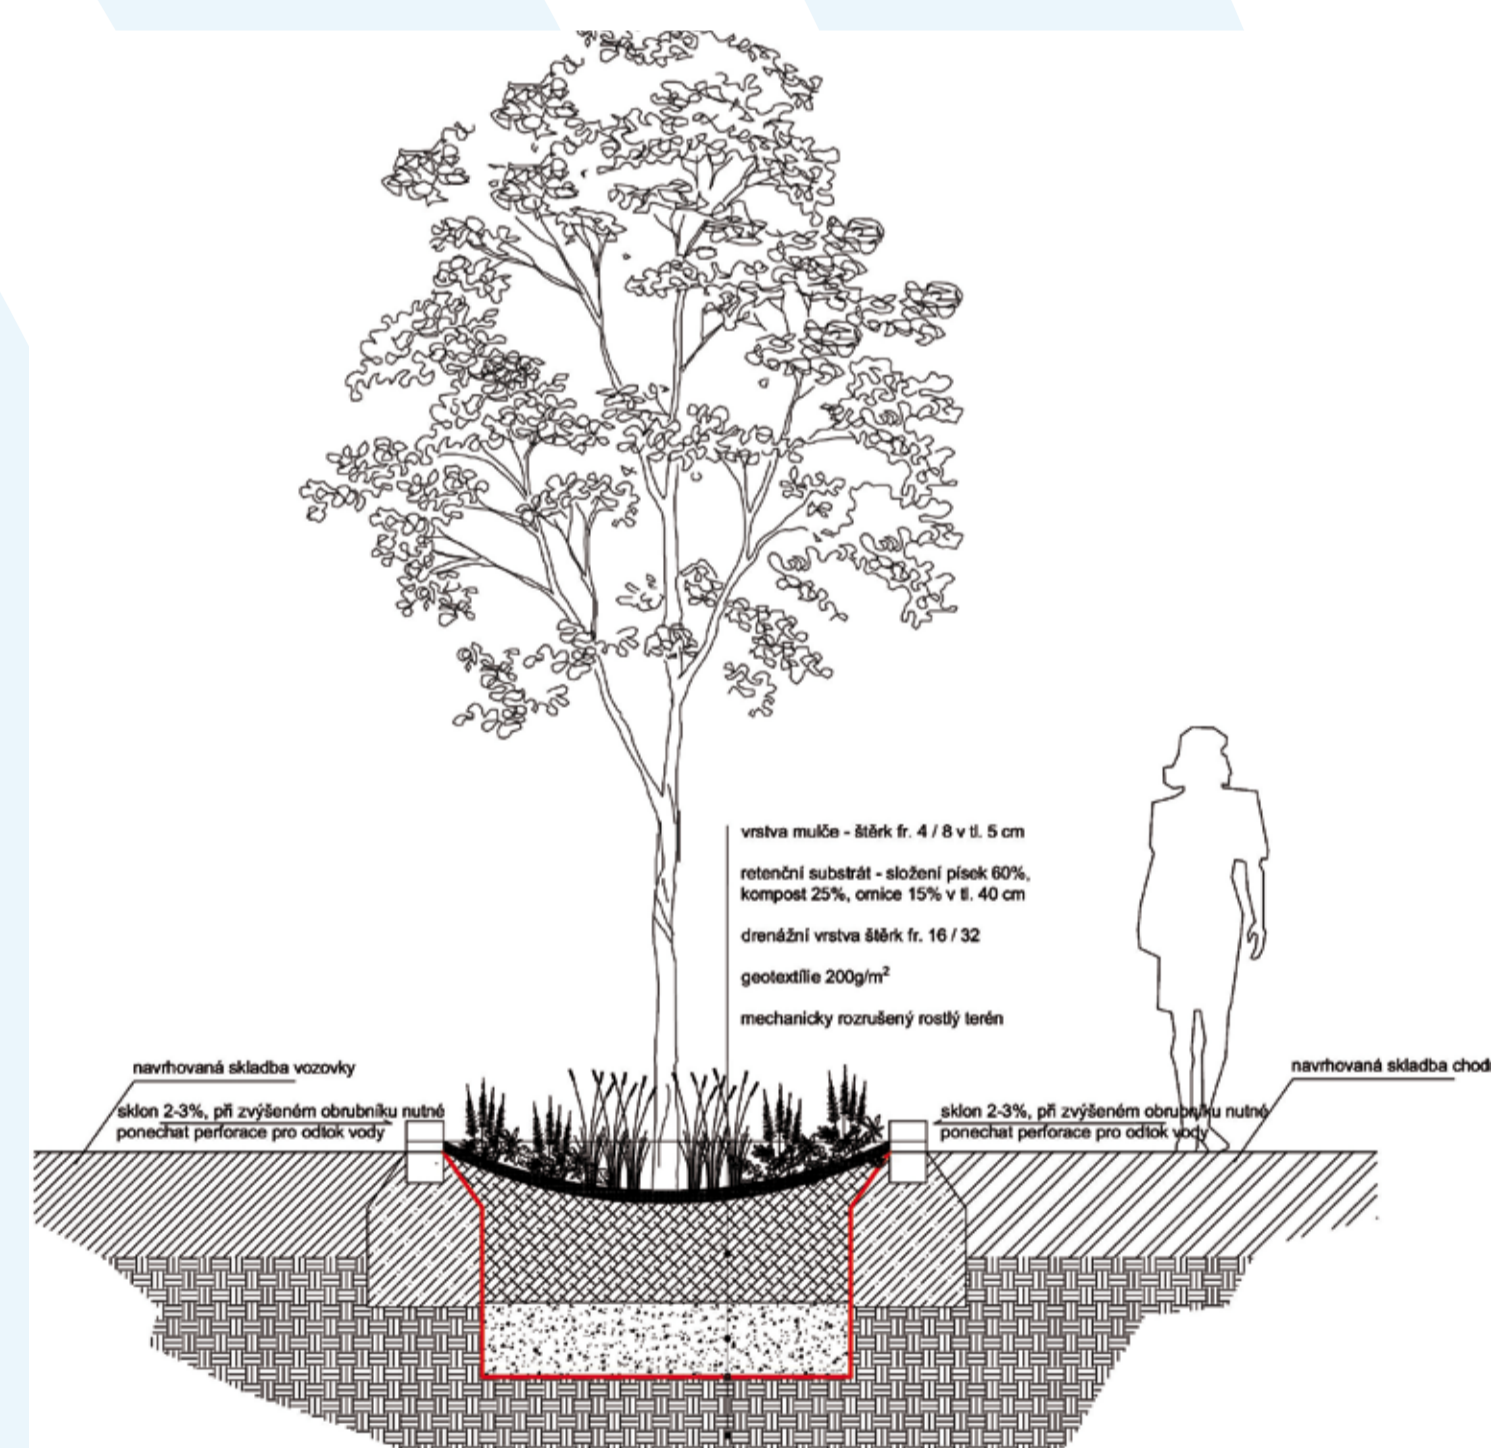 vrstva mulče - štěrk fr. 4 / 8 v tl. 5 cm
retenční substrát - složení písek 60%,
kompost 25%, ornice 15% v tl. 40 cm
drenážní vrstva štěrk fr. 16 / 32
geotextílie 200g/m²
mechanicky rozrušený rostlý terén
navrhovaná skladba vozovky
navrhovaná skladba chod
sklon 2-3%, při zvýšeném obrubníku nutné
ponechat perforace pro odtok vody
sklon 2-3%, při zvýšeném obrubníku nutné
ponechat perforace pro odtok vody